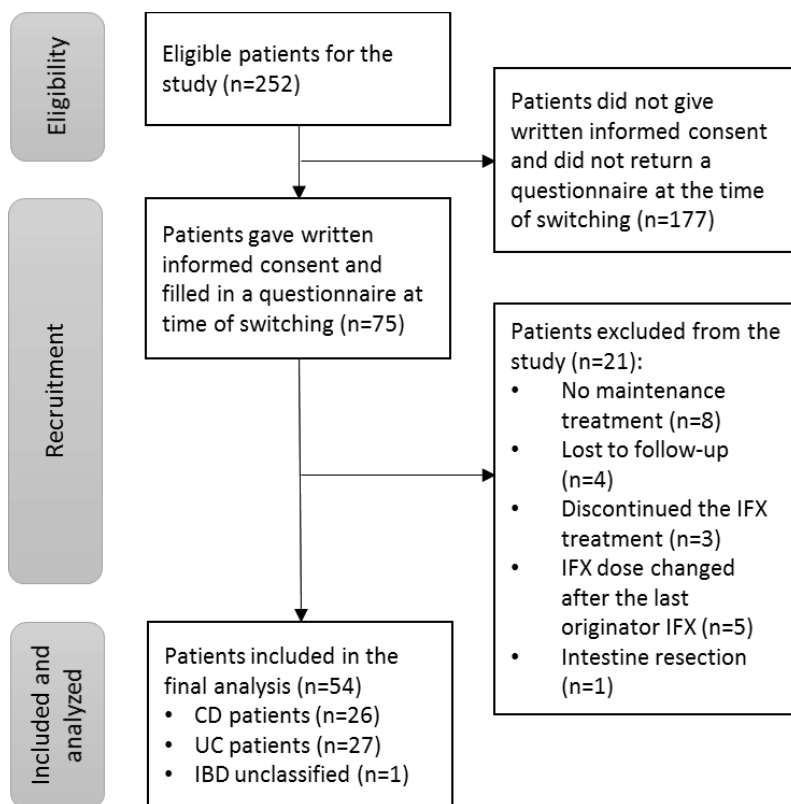 Eligibility
Eligible patients for the
study (n=252)
Patients did not give
written informed consent
and did not return a
questionnaire at the time
of switching (n=177)
Recruitment
Patients gave written
informed consent and
filled in a questionnaire at
time of switching (n=75)
Patients excluded from the
study (n=21):
• No maintenance
treatment (n=8)
• Lost to follow-up
(n=4)
• Discontinued the IFX
treatment (n=3)
• IFX dose changed
after the last
originator IFX (n=5)
• Intestine resection
(n=1)
Included and
analyzed
Patients included in the
final analysis (n=54)
• CD patients (n=26)
• UC patients (n=27)
• IBD unclassified (n=1)